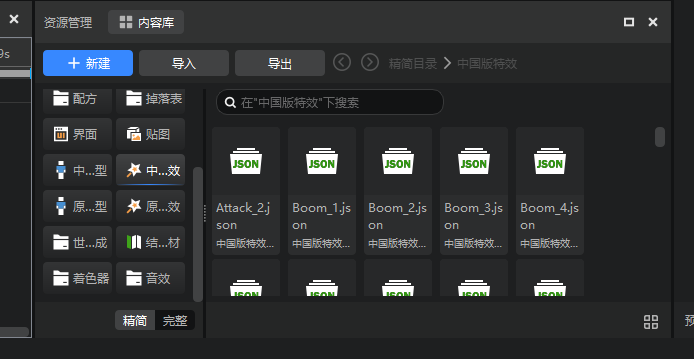 9s
资源管理
内容库
+ 新建
导入
导出
精简目录 > 中国版特效
配方
掉落表
界面
贴图
中...型
中...效
原...型
原...效
世...成
结...材
着色器
音效
精简
完整
在"中国版特效"下搜索
JSON
JSON
JSON
JSON
JSON
Attack_2.json
Boom_1.json
Boom_2.json
Boom_3.json
Boom_4.json
中国版特效...
中国版特效...
中国版特效...
中国版特效...
中国版特效...
JSON
JSON
JSON
JSON
JSON
预